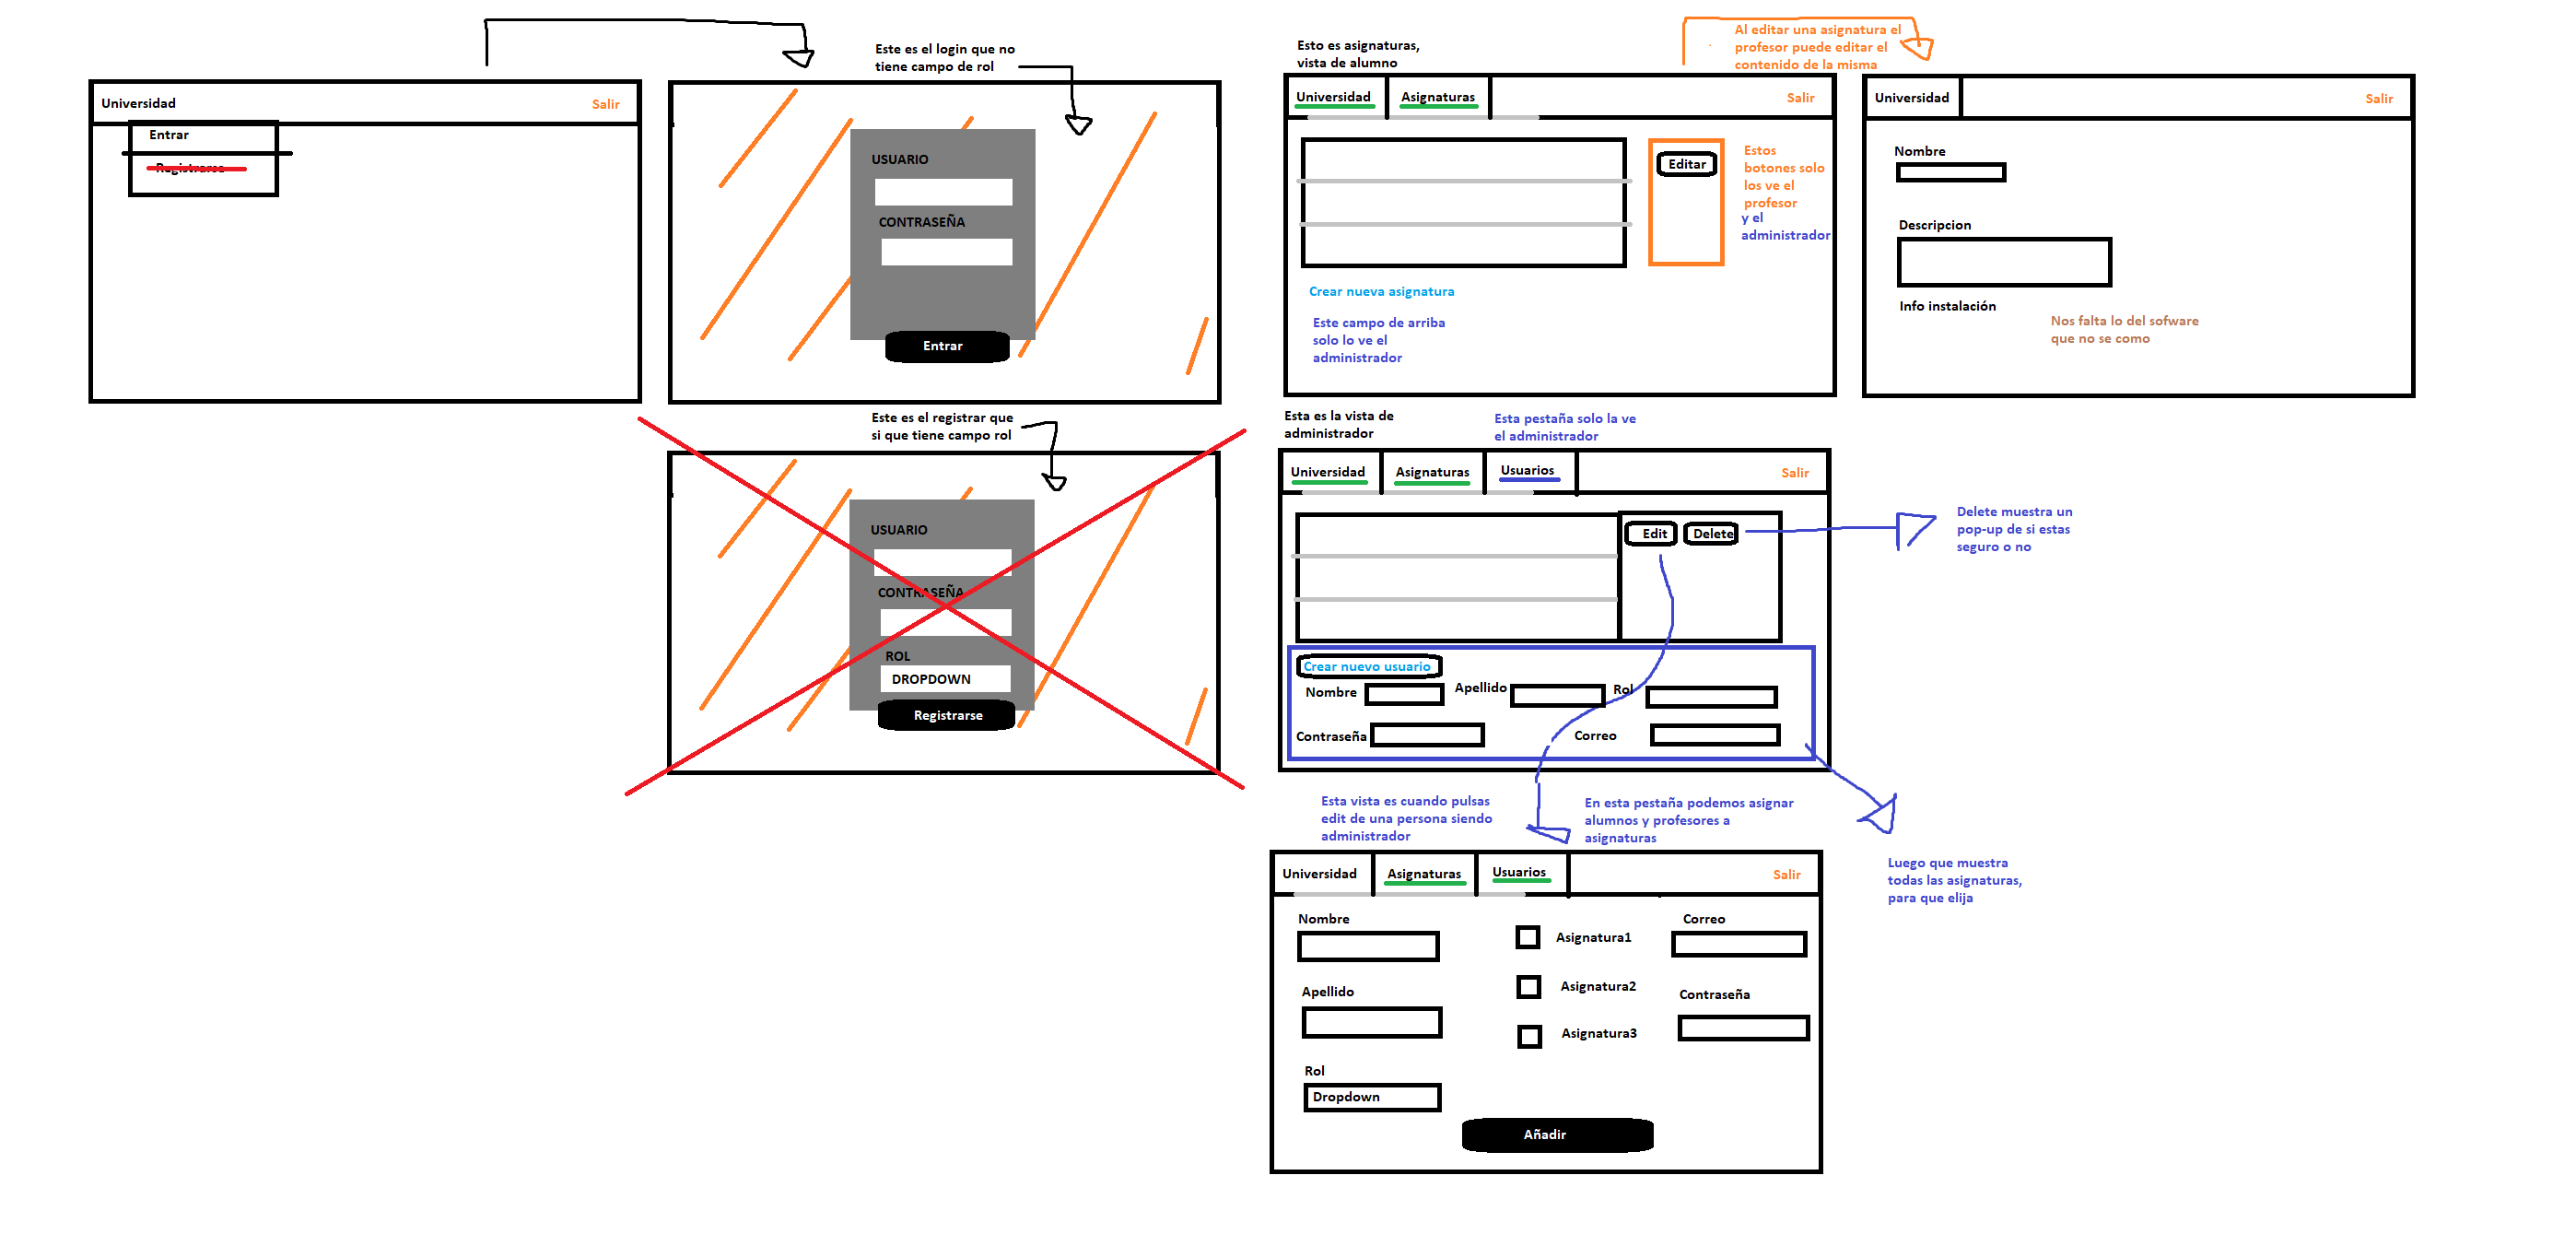 Universidad
Salir
Entrar
Registrarse
Este es el login que no
tiene campo de rol
USUARIO
CONTRASEÑA
Entrar
Este es el registrar que
si que tiene campo rol
USUARIO
CONTRASEÑA
ROL
DROPDOWN
Registrarse
Esto es asignaturas,
vista de alumno
Universidad
Asignaturas
Salir
Editar
Estos
botones solo
los ve el
profesor
y el
administrador
Crear nueva asignatura
Este campo de arriba
solo lo ve el
administrador
Al editar una asignatura el
profesor puede editar el
contenido de la misma
Universidad
Salir
Nombre
Descripcion
Info instalación
Nos falta lo del sofware
que no se como
Esta es la vista de
administrador
Esta pestaña solo la ve
el administrador
Universidad
Asignaturas
Usuarios
Salir
Edit
Delete
Delete muestra un
pop-up de si estas
seguro o no
Crear nuevo usuario
Nombre
Apellido
Rol
Contraseña
Correo
Luego que muestra
todas las asignaturas,
para que elija
Esta vista es cuando pulsas
edit de una persona siendo
administrador
En esta pestaña podemos asignar
alumnos y profesores a
asignaturas
Universidad
Asignaturas
Usuarios
Salir
Nombre
Asignatura1
Correo
Apellido
Asignatura2
Contraseña
Asignatura3
Rol
Dropdown
Añadir